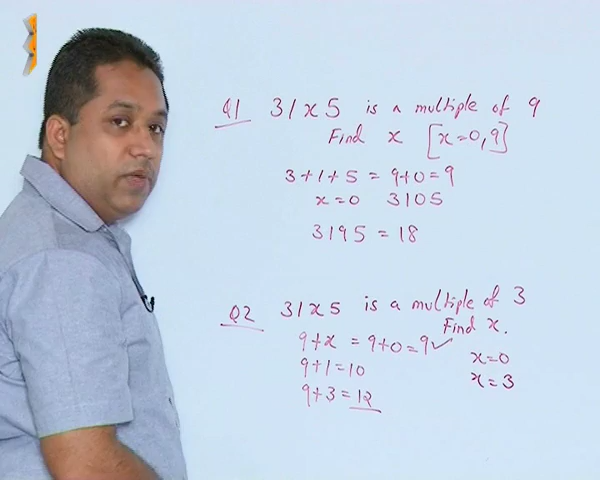 Q1 31x5 is a multiple of 9
Find x [x=0,9]
3+1+5 = 9+0=9
x=0 3105
3195 = 18
Q2 31x5 is a multiple of 3
Find x.
9+x = 9+0=9✓
x=0
9+1=10
x=3
9+3=12